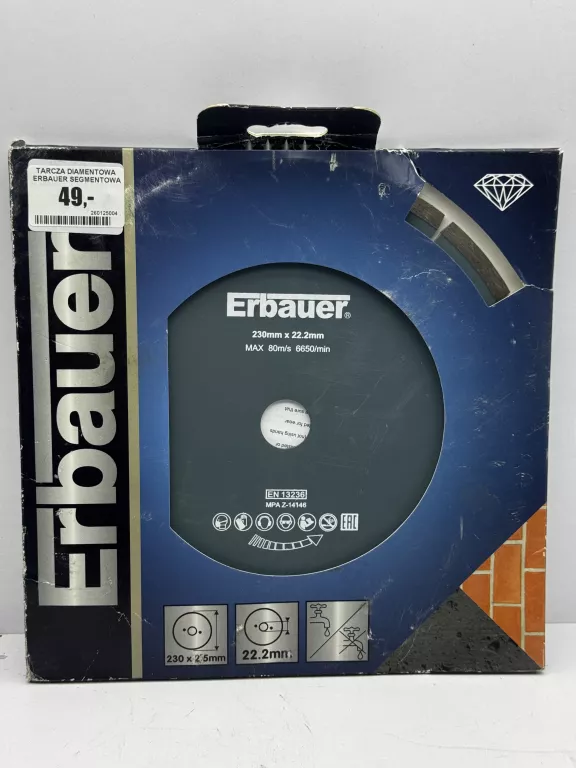 TARCZA DIAMENTOWA
ERBAUER SEGMENTOWA
49,-
260125004
Erbauer
Erbauer®
230mm x 22.2mm
MAX 80m/s 6650/min
EN 13236
MPA Z-14146
EAC
230 x 2.5mm
22.2mm